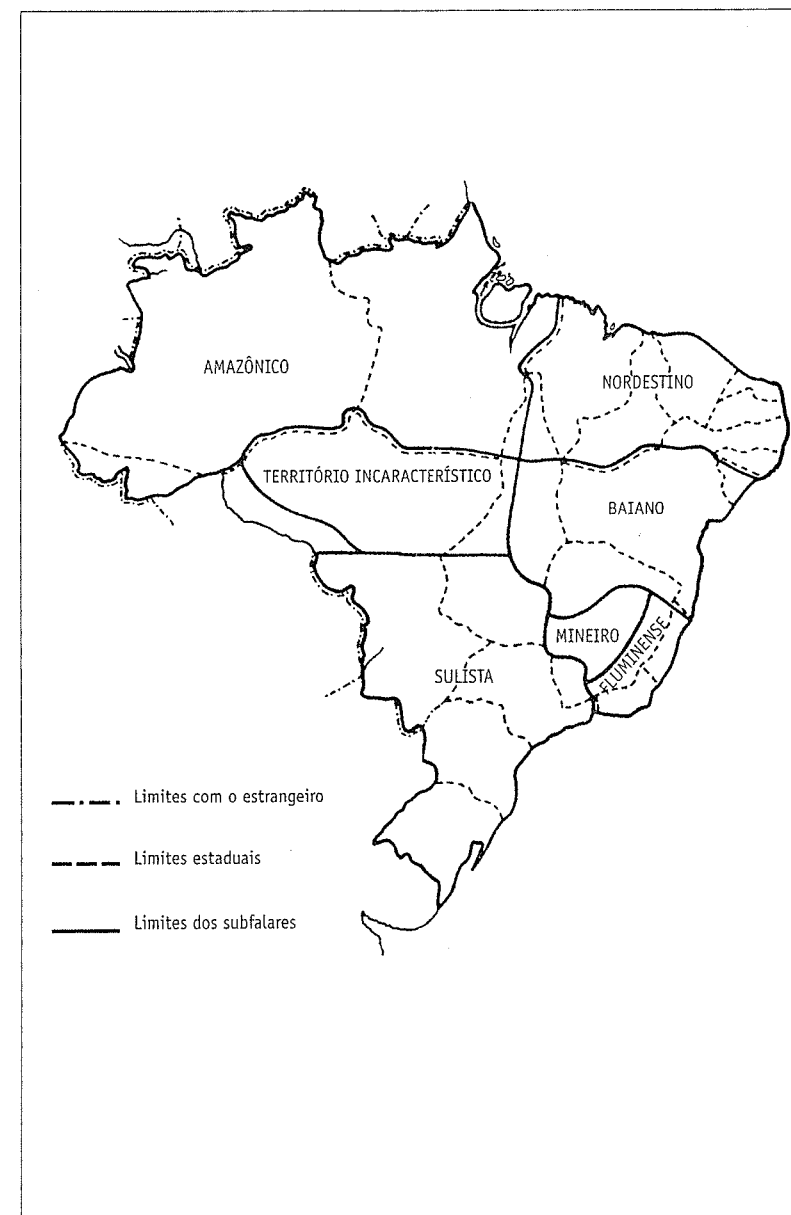 AMAZÔNICO
NORDESTINO
TERRITÓRIO INCARACTERÍSTICO
BAIANO
MINEIRO
FLUMINENSE
SULISTA
Limites com o estrangeiro
Limites estaduais
Limites dos subfalares